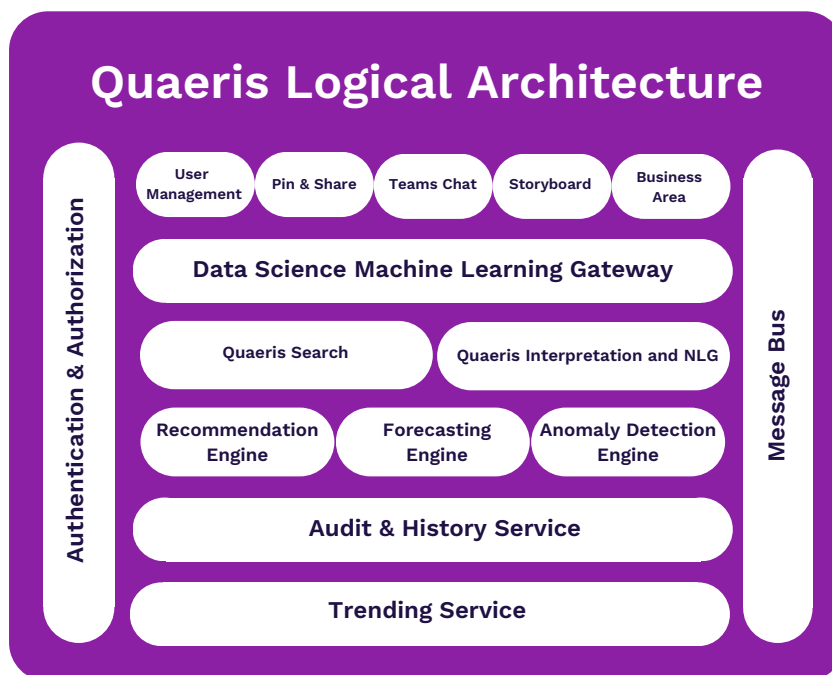 Quaeris Logical Architecture
Authentication & Authorization
User
Management
Pin & Share
Teams Chat
Storyboard
Business
Area
Data Science Machine Learning Gateway
Quaeris Search
Quaeris Interpretation and NLG
Recommendation
Engine
Forecasting
Engine
Anomaly Detection
Engine
Audit & History Service
Trending Service
Message Bus